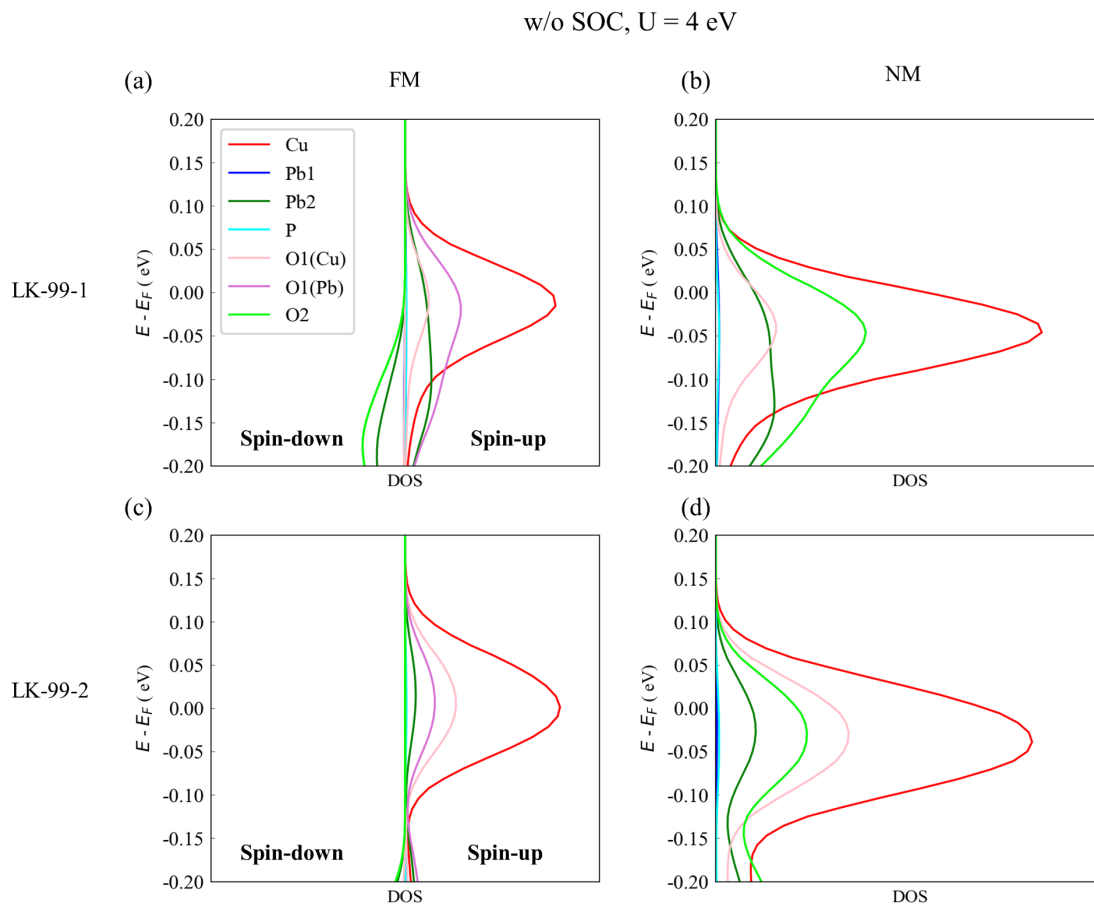 w/o SOC, U = 4 eV
(a)
FM
(b)
NM
LK-99-1
E - E_F ( eV)
0.20
0.15
0.10
0.05
0.00
-0.05
-0.10
-0.15
-0.20
Cu
Pb1
Pb2
P
O1(Cu)
O1(Pb)
O2
Spin-down
Spin-up
DOS
E - E_F ( eV)
0.20
0.15
0.10
0.05
0.00
-0.05
-0.10
-0.15
-0.20
DOS
(c)
(d)
LK-99-2
E - E_F ( eV)
0.20
0.15
0.10
0.05
0.00
-0.05
-0.10
-0.15
-0.20
Spin-down
Spin-up
DOS
E - E_F ( eV)
0.20
0.15
0.10
0.05
0.00
-0.05
-0.10
-0.15
-0.20
DOS